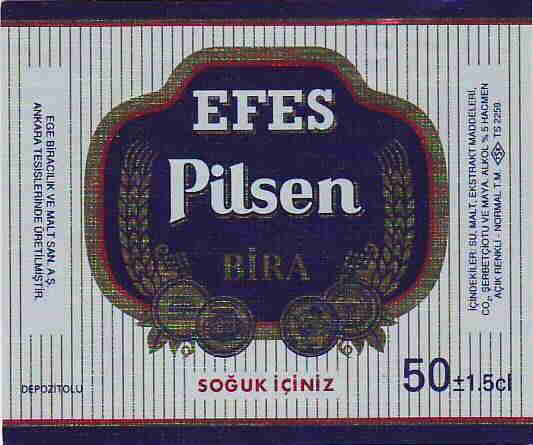 EFES
Pilsen
BİRA
EGE BİRACILIK VE MALT SAN. A.Ş.
ANKARA TESİSLERİNDE ÜRETİLMİŞTİR.
İÇİNDEKİLER: SU, MALT, EKSTRAKT MADDELERİ,
CO₂, ŞERBETÇİOTU VE MAYA. ALKOL % 5 HACMEN
AÇIK RENKLİ - NORMAL T.M. TS 2259
DEPOZİTOLU
SOĞUK İÇİNİZ
50±1.5cl